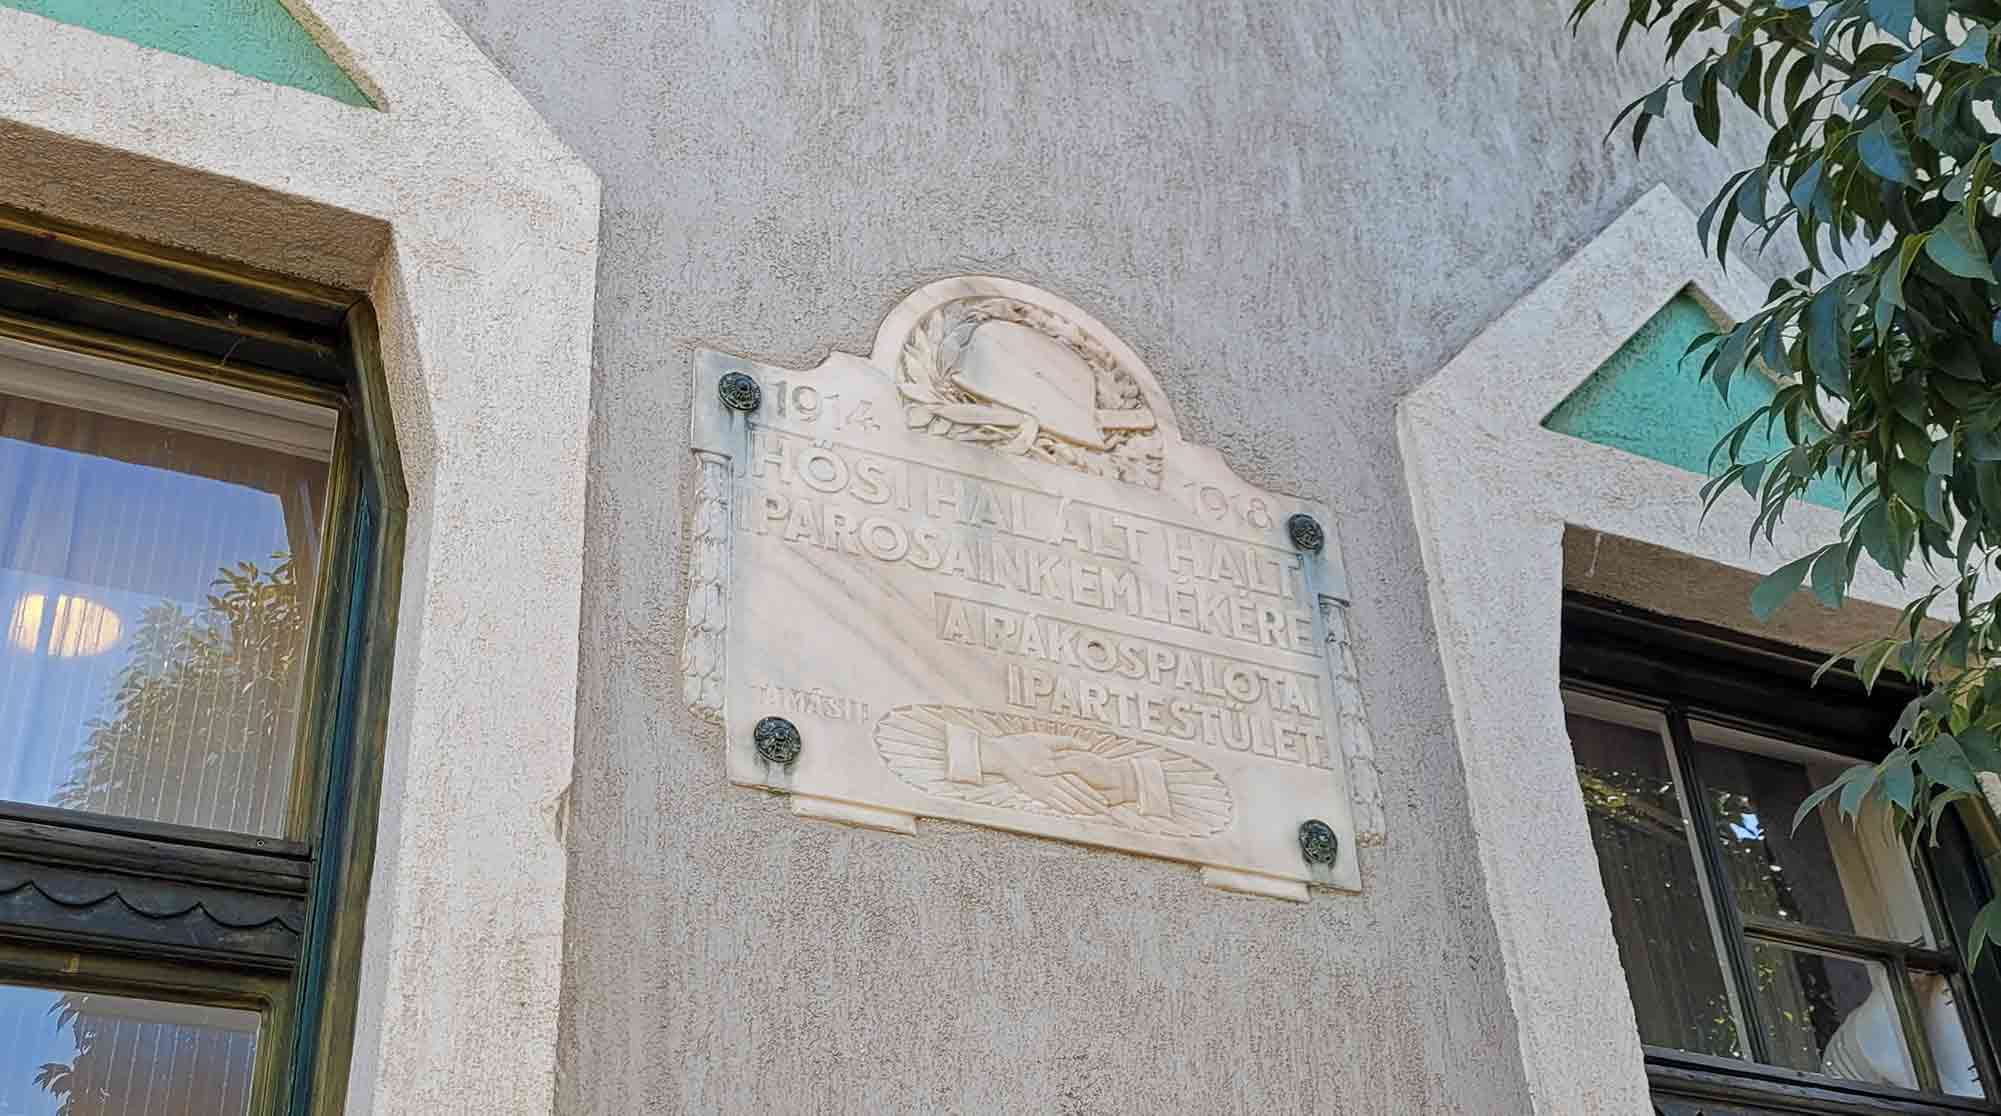 1914 1918
HŐSI HALÁLT HALT
IPAROSAINK EMLÉKÉRE
A RÁKOSPALOTAI
IPARTESTÜLET.
TAMÁSI T.